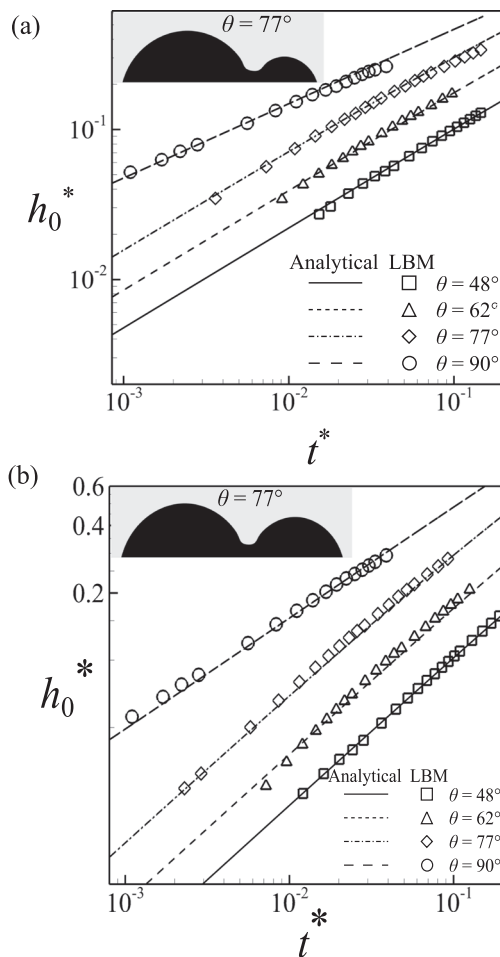 (a)
θ = 77°
10⁻¹
h₀*
10⁻²
Analytical LBM
θ = 48°
θ = 62°
θ = 77°
θ = 90°
10⁻³ 10⁻² 10⁻¹
t*
(b)
0.6
θ = 77°
0.4
0.2
h₀*
Analytical LBM
θ = 48°
θ = 62°
θ = 77°
θ = 90°
10⁻³ 10⁻² 10⁻¹
t*